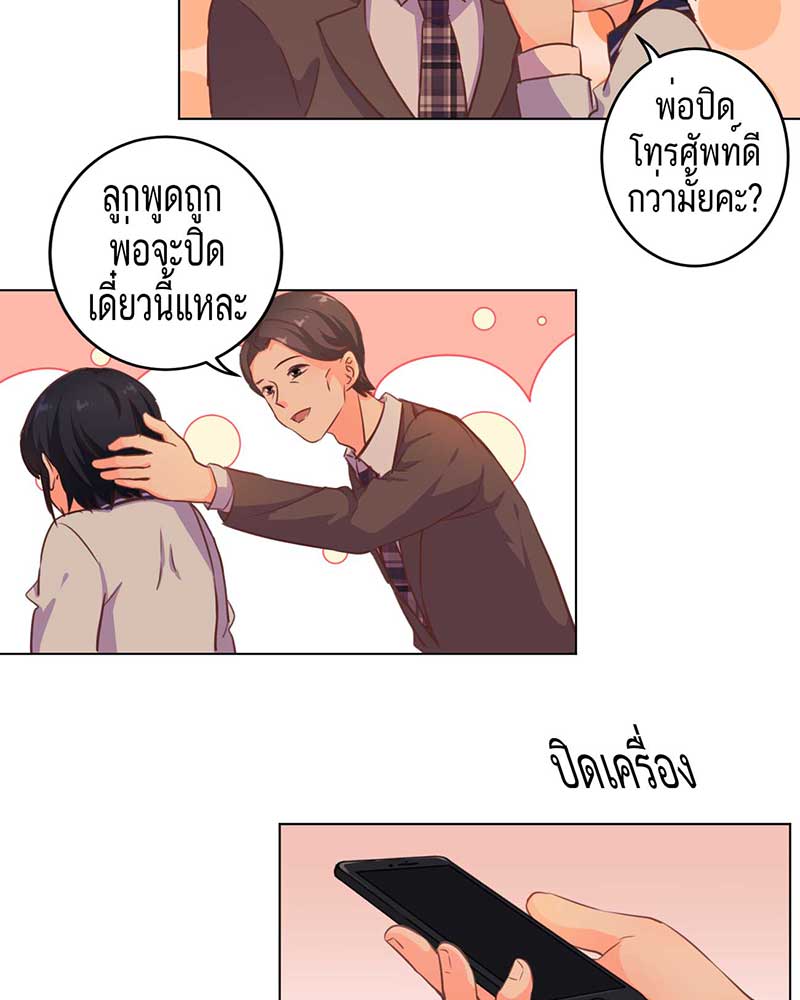 พ่อปิด
โทรศัพท์ดี
กว่ามั้ยคะ?
ลูกพูดถูก
พ่อจะปิด
เดี๋ยวนี้แหละ
ปิดเครื่อง